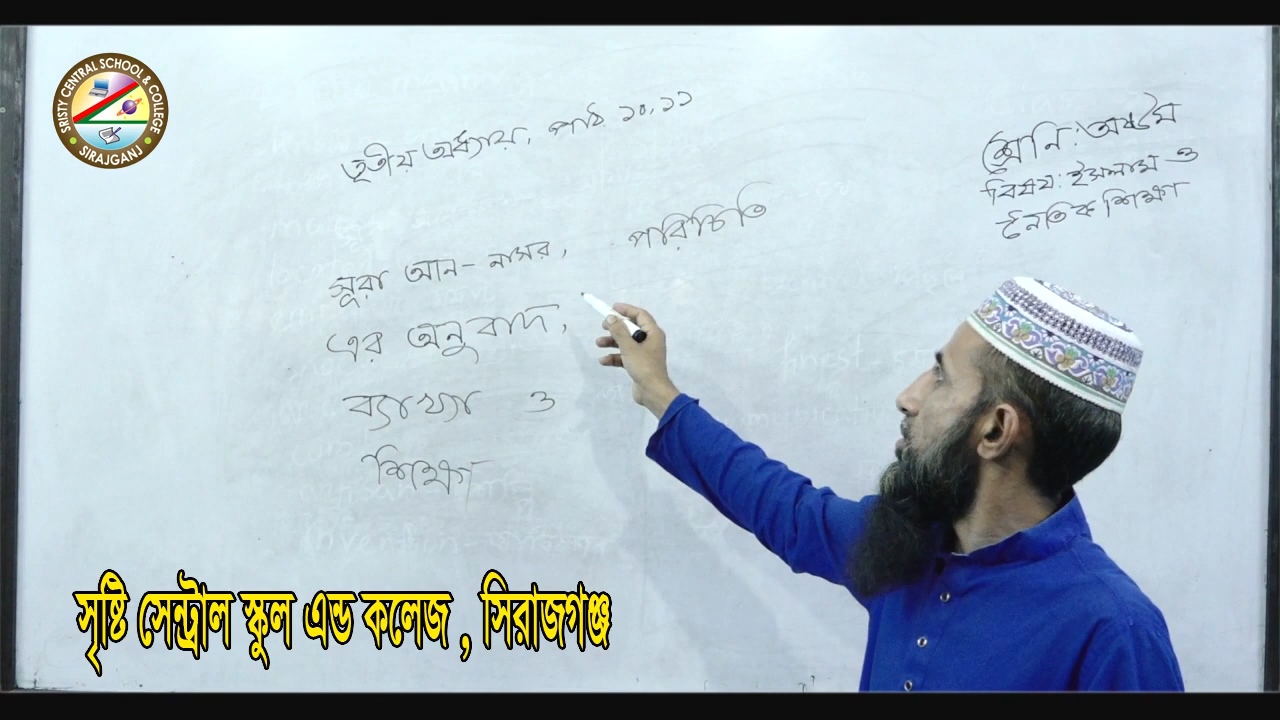 SRISTY CENTRAL SCHOOL & COLLEGE
SIRAJGANJ
তৃতীয় অধ্যায়, পাঠ ১০,১১
শ্রেনি: অষ্টম
বিষয়: ইসলাম ও
নৈতিক শিক্ষা
সূরা আন-নাসর, পরিচিতি
এর অনুবাদ,
ব্যাখ্যা ও
শিক্ষা
সৃষ্টি সেন্ট্রাল স্কুল এন্ড কলেজ , সিরাজগঞ্জ